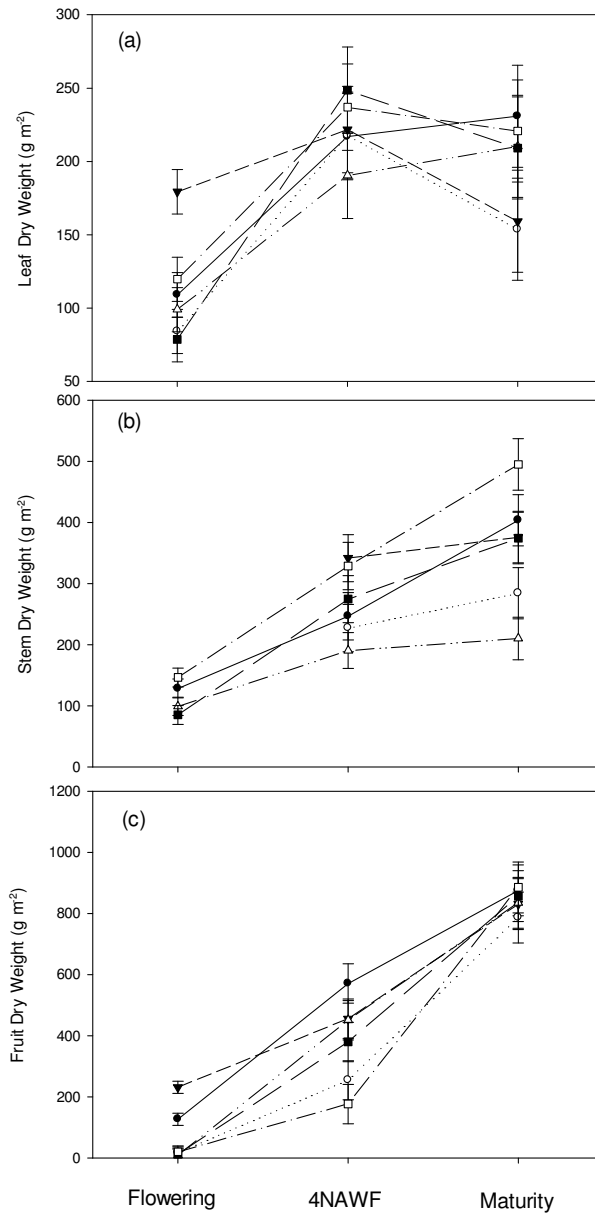 (a)
300
250
200
150
100
50
Leaf Dry Weight (g m-2)
(b)
600
500
400
300
200
100
0
Stem Dry Weight (g m-2)
(c)
1200
1000
800
600
400
200
0
Fruit Dry Weight (g m-2)
Flowering 4NAWF Maturity